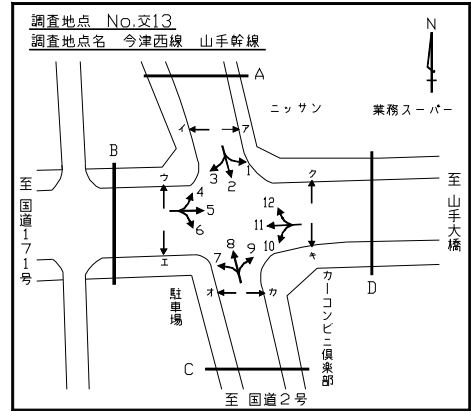 調査地点 No.交13
調査地点名 今津西線 山手幹線
N
A
ニッサン
業務スーパー
B
イ
ア
ウ
3
2
1
ク
4
5
6
12
11
10
至 国道171号
至 山手大橋
エ
キ
7
8
9
オ
カ
駐車場
カーコンビニ倶楽部
D
C
至 国道2号